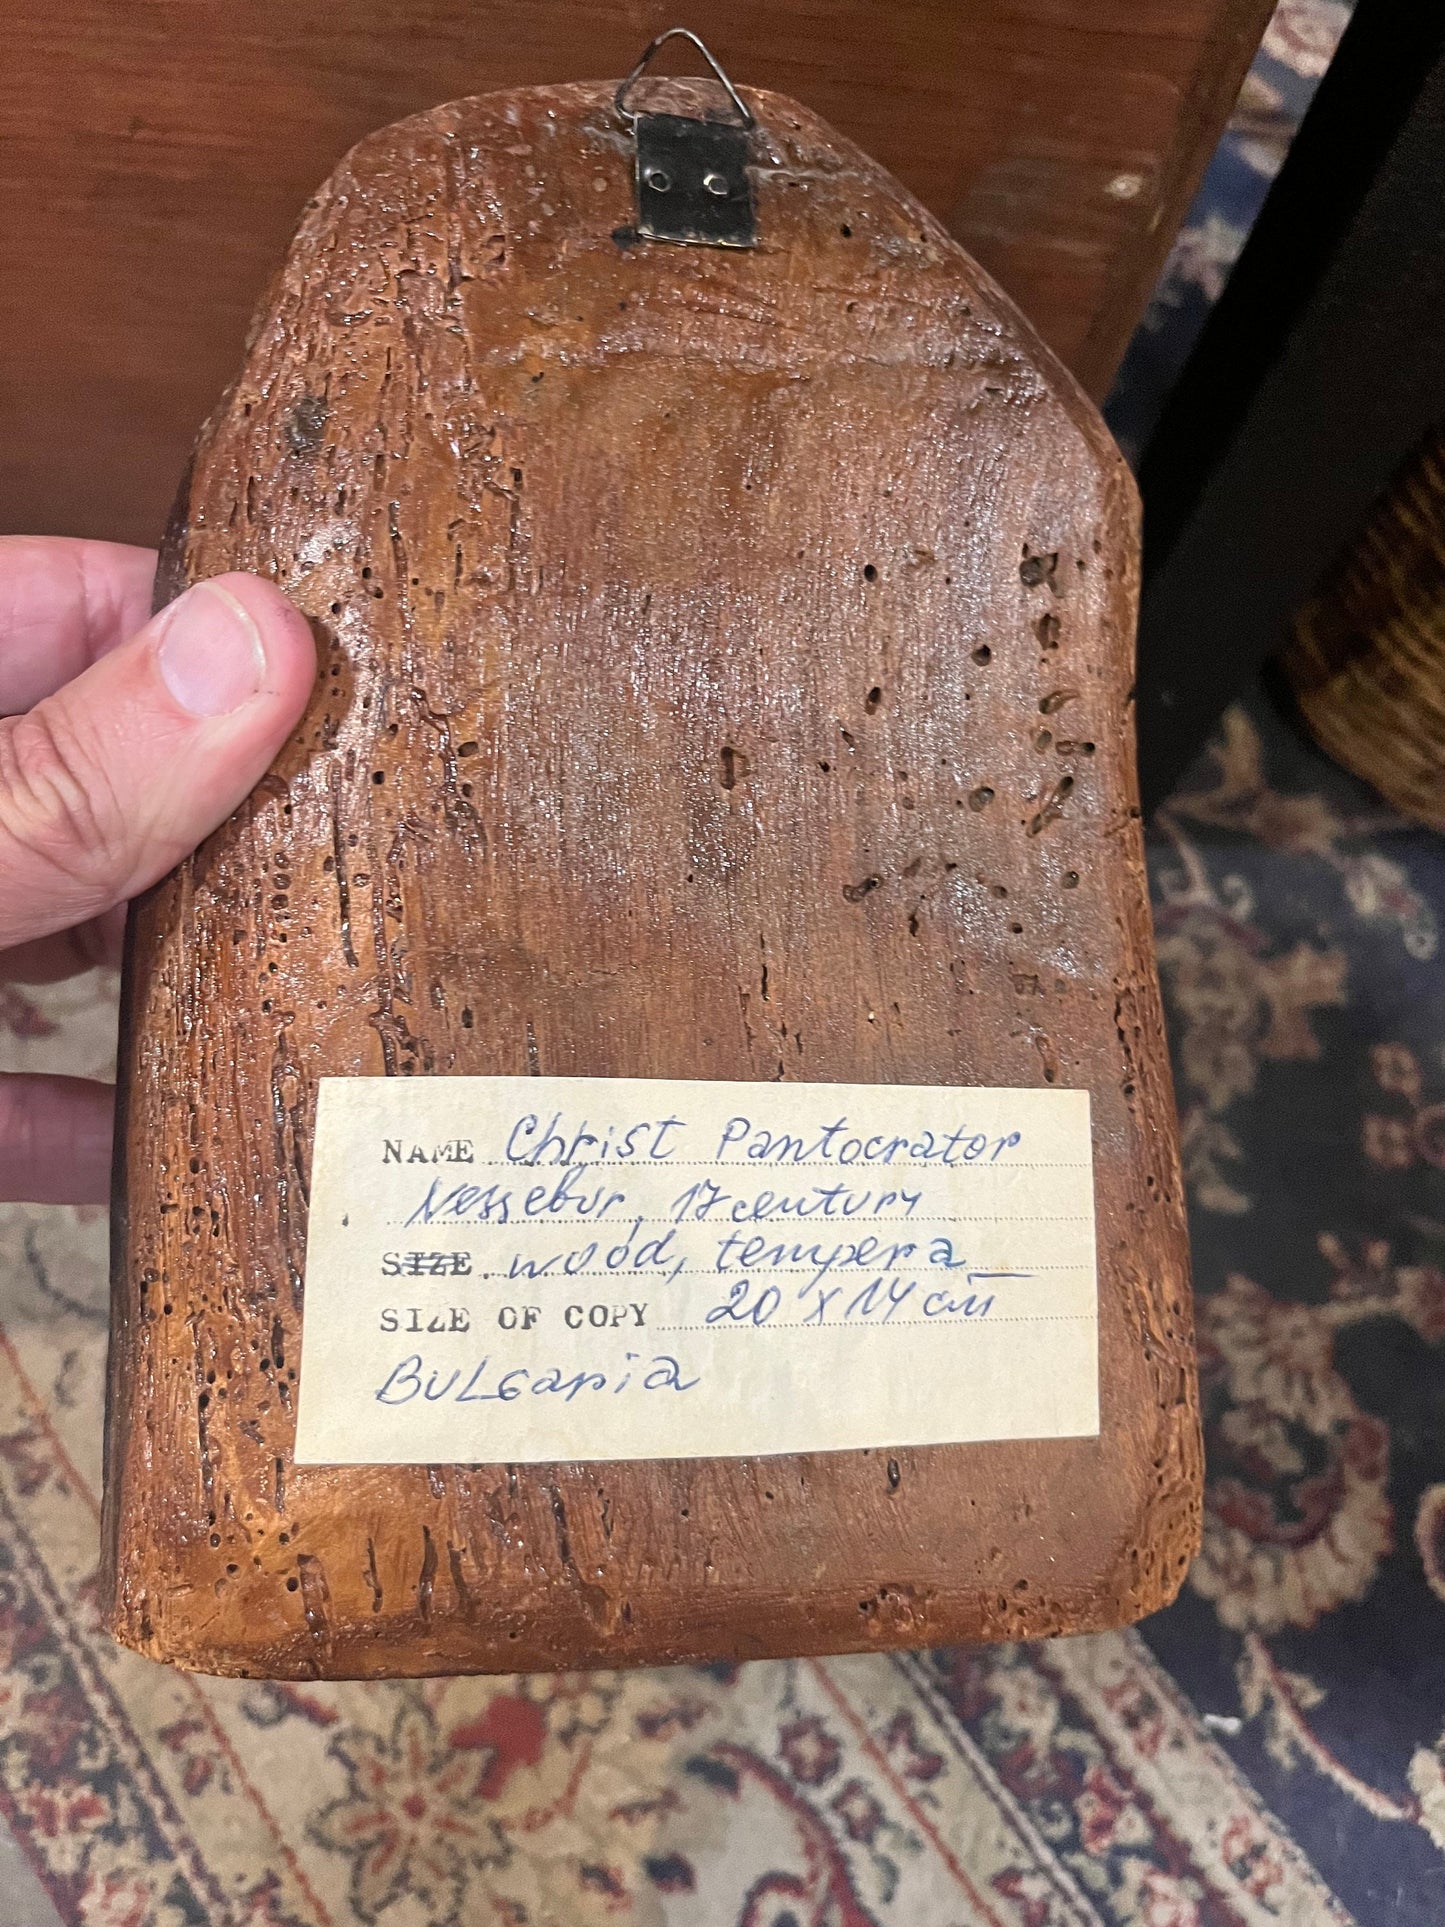 NAME Christ Pantocrator
Nessebur, 17 century
SIZE wood, tempera
SIZE OF COPY 20 x 14 cm
BULGARIA